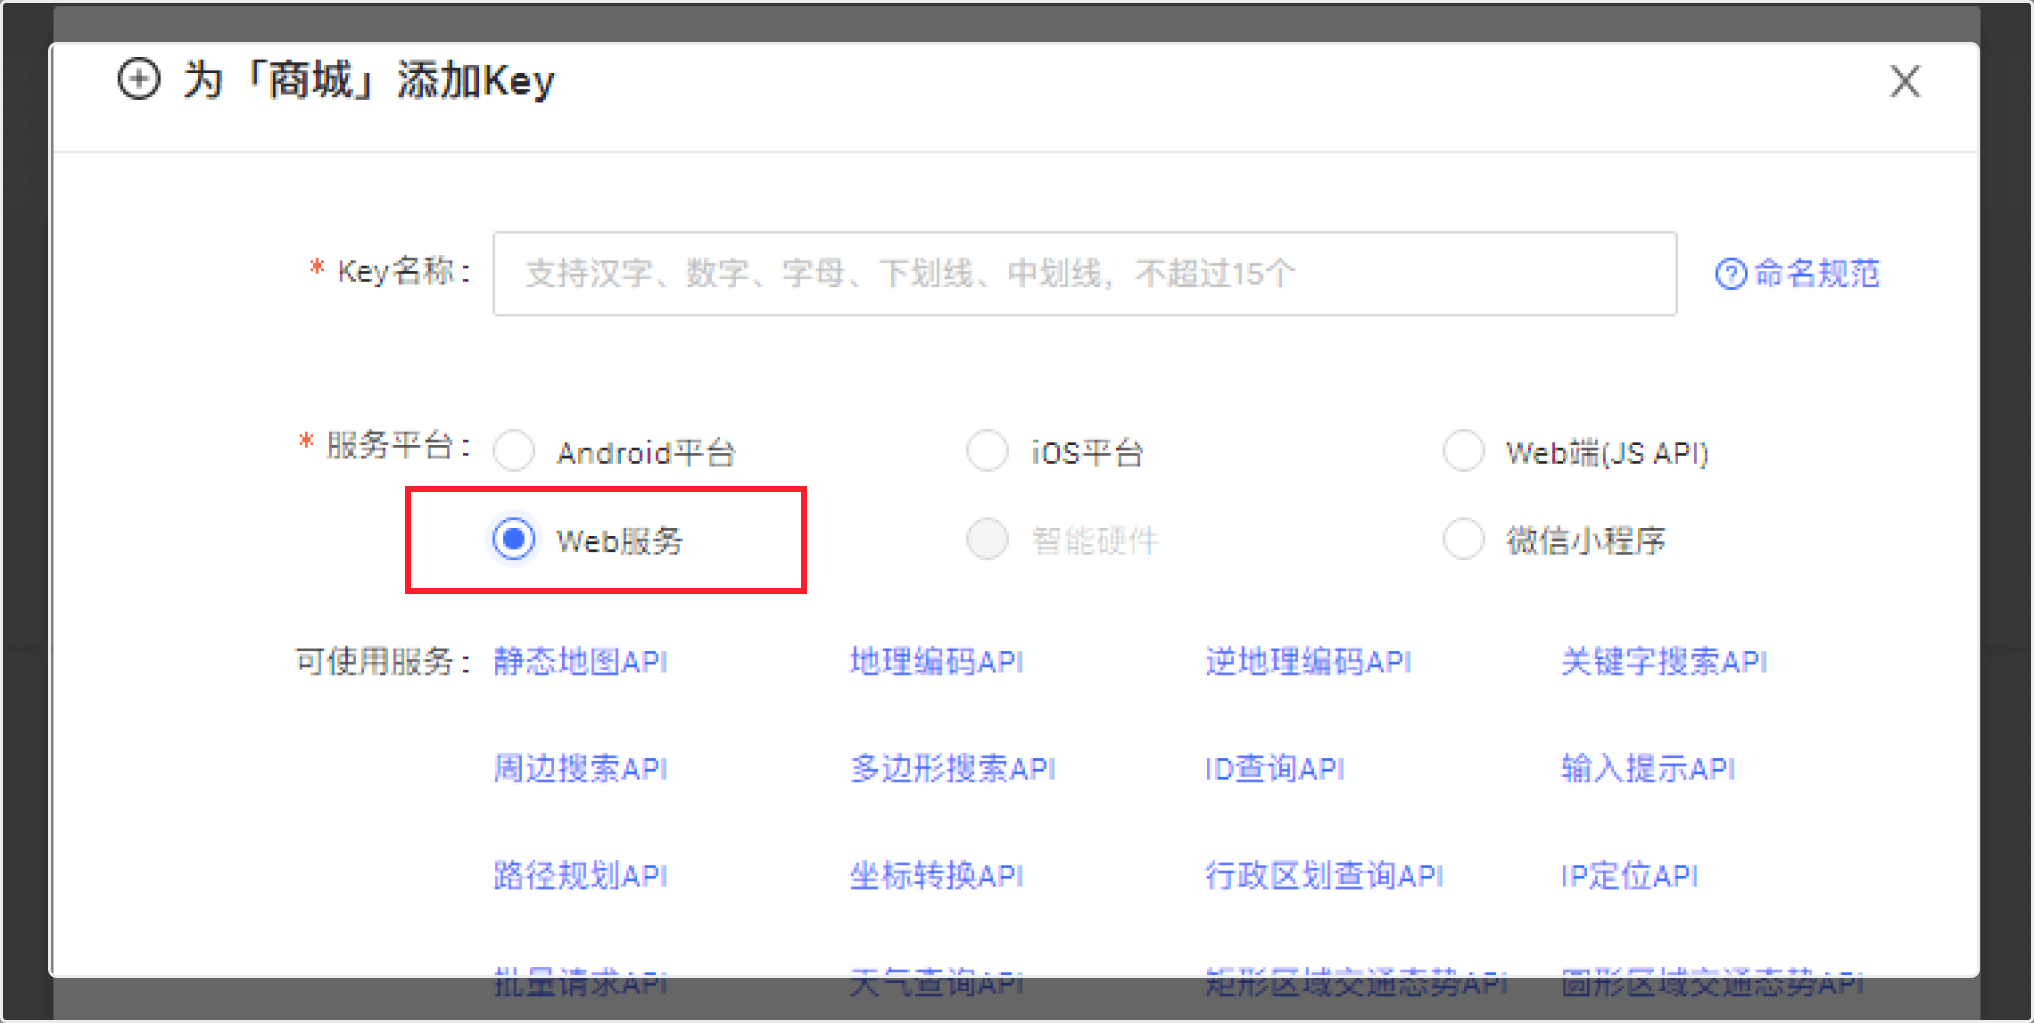 为「商城」添加Key
* Key名称： 支持汉字、数字、字母、下划线、中划线，不超过15个 命名规范
* 服务平台： Android平台 iOS平台 Web端(JS API)
Web服务 智能硬件 微信小程序
可使用服务： 静态地图API 地理编码API 逆地理编码API 关键字搜索API
周边搜索API 多边形搜索API ID查询API 输入提示API
路径规划API 坐标转换API 行政区划查询API IP定位API
批量请求API 天气查询API 矩形区域交通态势API 圆形区域交通态势API